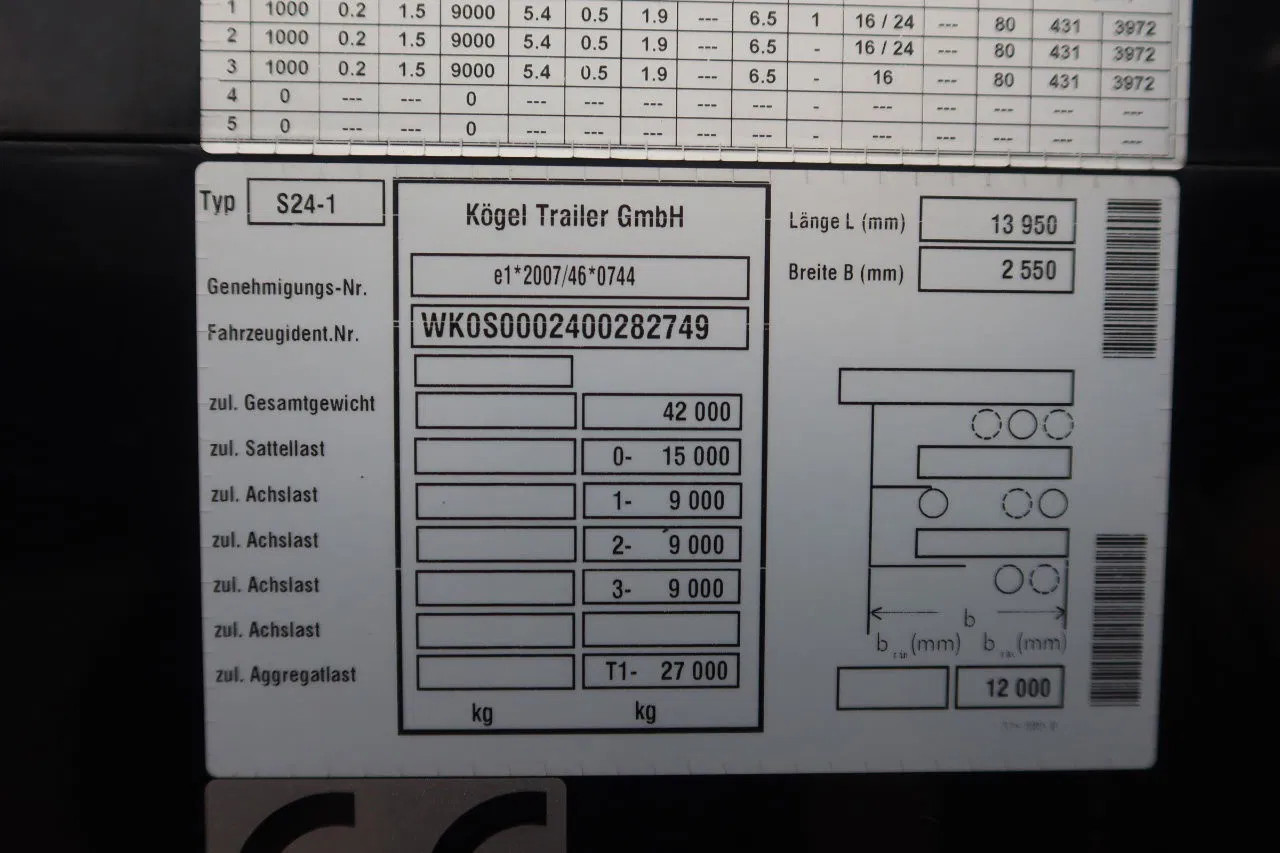 1 1000 0.2 1.5 9000 5.4 0.5 1.9 --- 6.5 1 16 / 24 --- 80 431 3972
2 1000 0.2 1.5 9000 5.4 0.5 1.9 --- 6.5 - 16 / 24 --- 80 431 3972
3 1000 0.2 1.5 9000 5.4 0.5 1.9 --- 6.5 - 16 --- 80 431 3972
4 0 --- --- 0 --- --- --- --- --- - --- --- --- --- ---
5 0 --- --- 0 --- --- --- --- --- - --- --- --- --- ---
Typ S24-1
Kögel Trailer GmbH
Länge L (mm) 13 950
Breite B (mm) 2 550
Genehmigungs-Nr. e1*2007/46*0744
Fahrzeugident.Nr. WK0S0002400282749
zul. Gesamtgewicht 42 000
zul. Sattellast 0- 15 000
zul. Achslast 1- 9 000
zul. Achslast 2- 9 000
zul. Achslast 3- 9 000
zul. Achslast
zul. Aggregatlast T1- 27 000
kg kg
b
b (mm) b (mm)
12 000
CE